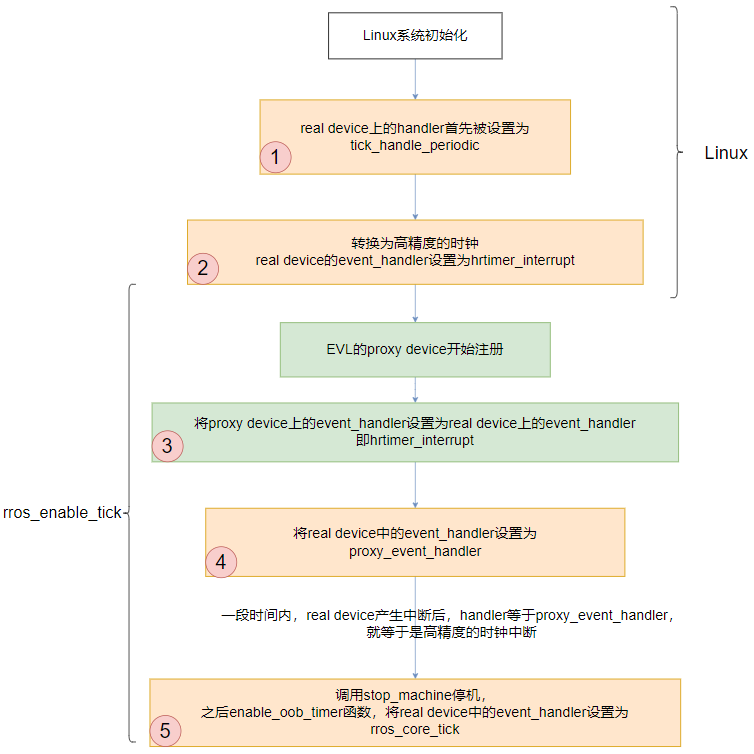 Linux系统初始化
real device上的handler首先被设置为
tick_handle_periodic
1
Linux
转换为高精度的时钟
real device的event_handler设置为hrtimer_interrupt
2
EVL的proxy device开始注册
将proxy device上的event_handler设置为real device上的event_handler
即hrtimer_interrupt
3
rros_enable_tick
将real device中的event_handler设置为
proxy_event_handler
4
一段时间内，real device产生中断后，handler等于proxy_event_handler，
就等于是高精度的时钟中断
调用stop_machine停机，
之后enable_oob_timer函数，将real device中的event_handler设置为
rros_core_tick
5